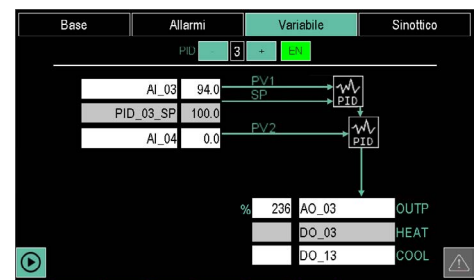 Base Allarmi Variabile Sinottico
PID - 3 + EN
AI_03 94.0 PV1
PID_03_SP 100.0 SP
PID
AI_04 0.0 PV2
PID
% 236 AO_03 OUTP
DO_03 HEAT
DO_13 COOL